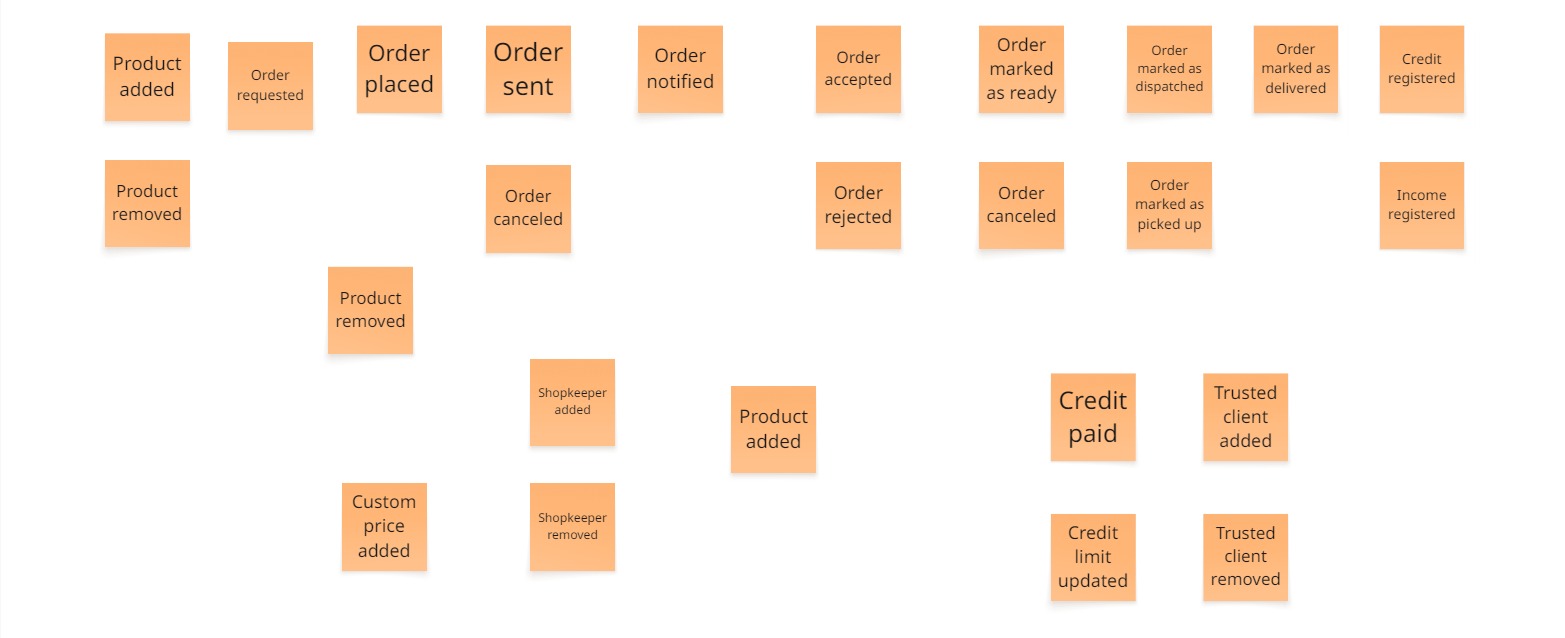 Product
added
Order
requested
Order
placed
Order
sent
Order
notified
Order
accepted
Order
marked
as ready
Order
marked as
dispatched
Order
marked as
delivered
Credit
registered
Product
removed
Order
canceled
Order
rejected
Order
canceled
Order
marked as
picked up
Income
registered
Product
removed
Shopkeeper
added
Product
added
Credit
paid
Trusted
client
added
Custom
price
added
Shopkeeper
removed
Credit
limit
updated
Trusted
client
removed